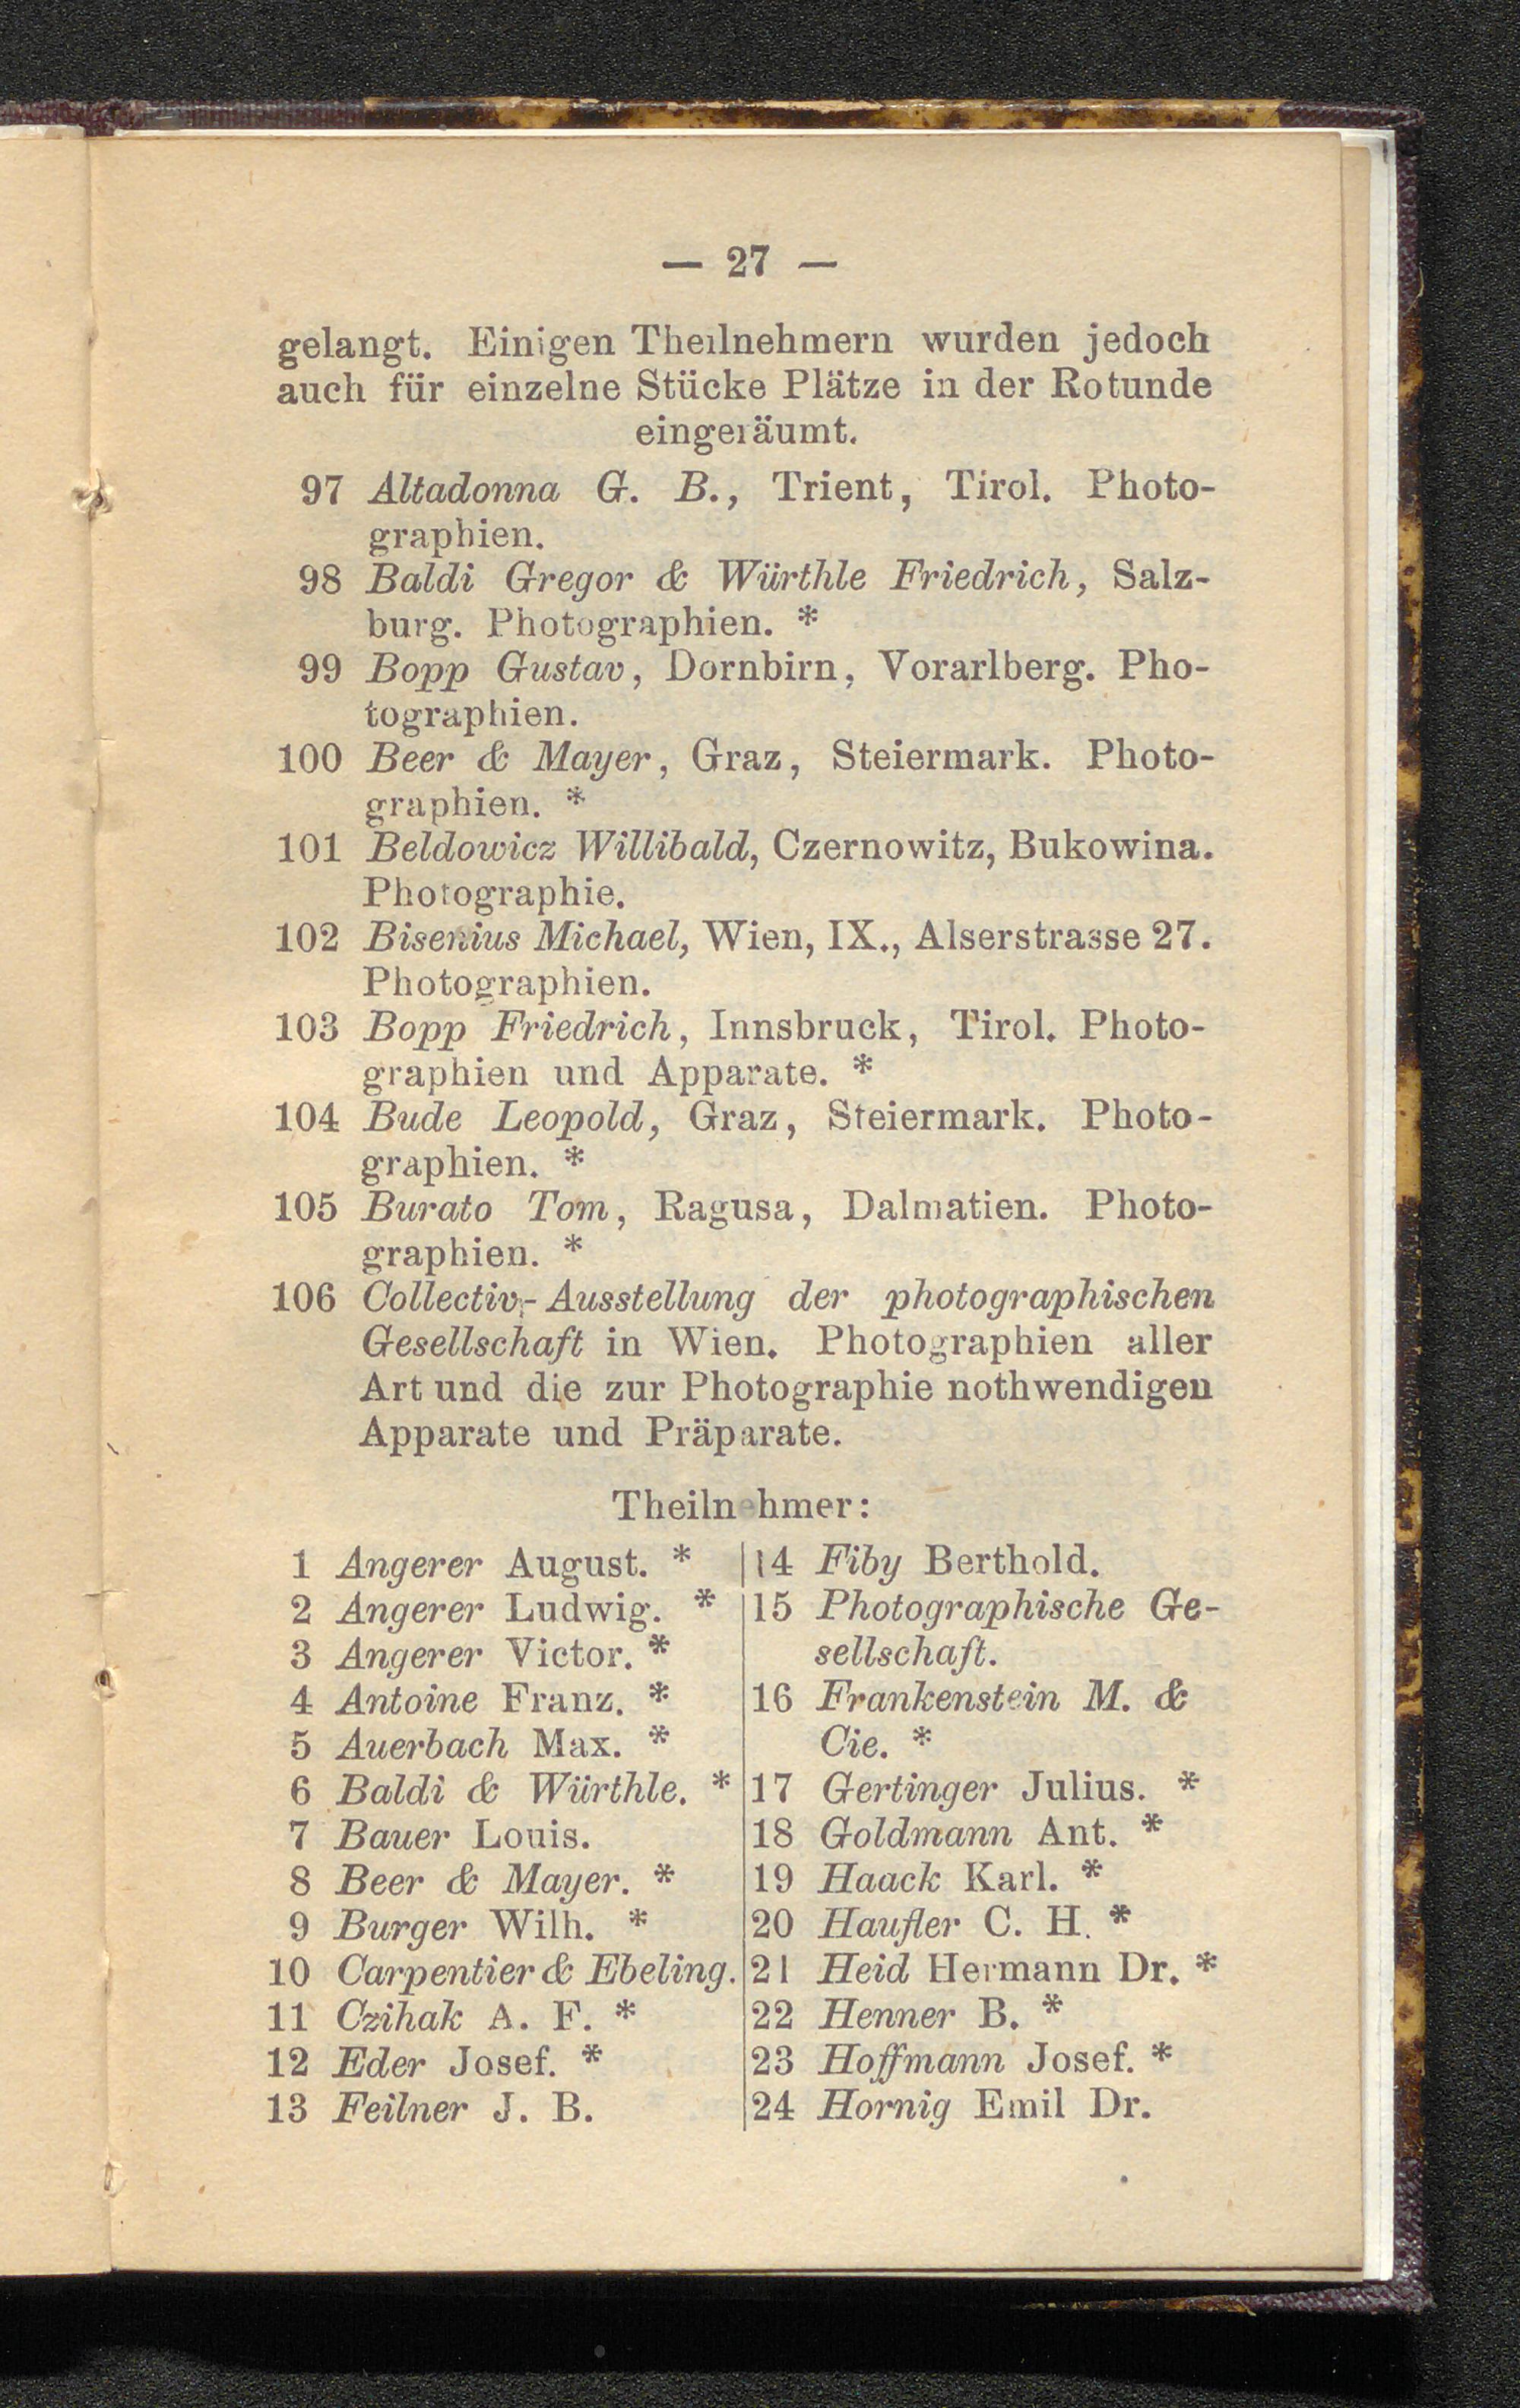 — 27 —
gelangt. Einigen Theilnehmern wurden jedoch
auch für einzelne Stücke Plätze in der Rotunde
eingeräumt.
97 Altadonna G. B., Trient, Tirol. Photo-
graphien.
98 Baldi Gregor & Würthle Friedrich, Salz-
burg. Photographien. *
99 Bopp Gustav, Dornbirn, Vorarlberg. Pho-
tographien.
100 Beer & Mayer, Graz, Steiermark. Photo-
graphien. *
101 Beldowicz Willibald, Czernowitz, Bukowina.
Photographie.
102 Bisenius Michael, Wien, IX., Alserstrasse 27.
Photographien.
103 Bopp Friedrich, Innsbruck, Tirol. Photo-
graphien und Apparate. *
104 Bude Leopold, Graz, Steiermark. Photo-
graphien. *
105 Burato Tom, Ragusa, Dalmatien. Photo-
graphien. *
106 Collectiv-Ausstellung der photographischen
Gesellschaft in Wien. Photographien aller
Art und die zur Photographie nothwendigen
Apparate und Präparate.
Theilnehmer:
1 Angerer August. *
2 Angerer Ludwig. *
3 Angerer Victor. *
4 Antoine Franz. *
5 Auerbach Max. *
6 Baldi & Würthle. *
7 Bauer Louis.
8 Beer & Mayer. *
9 Burger Wilh. *
10 Carpentier & Ebeling.
11 Czihak A. F. *
12 Eder Josef. *
13 Feilner J. B.
14 Fiby Berthold.
15 Photographische Ge-
sellschaft.
16 Frankenstein M. &
Cie. *
17 Gertinger Julius. *
18 Goldmann Ant. *
19 Haack Karl. *
20 Haufler C. H. *
21 Heid Hermann Dr. *
22 Henner B. *
23 Hoffmann Josef. *
24 Hornig Emil Dr.